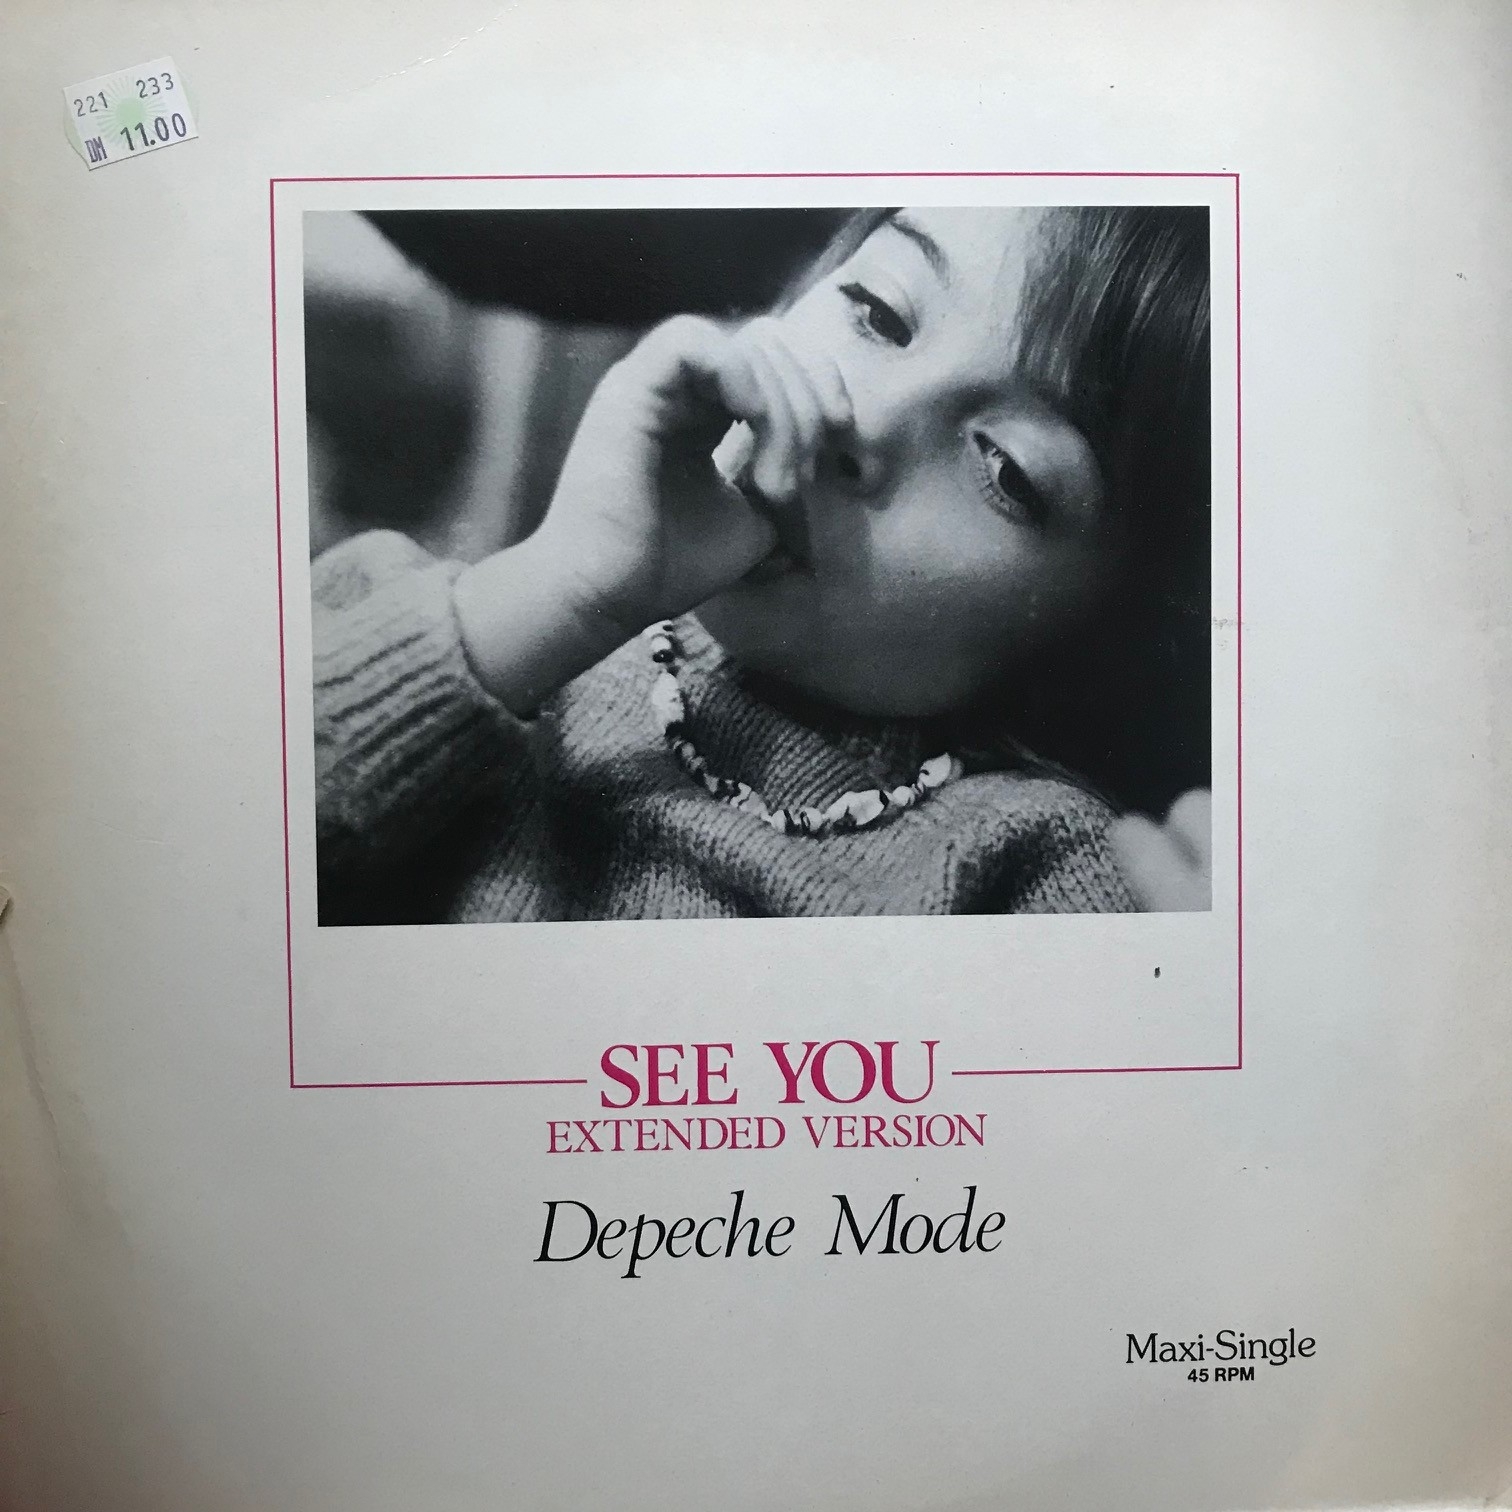 221 233
DM 11.00
SEE YOU
EXTENDED VERSION
Depeche Mode
Maxi-Single
45 RPM